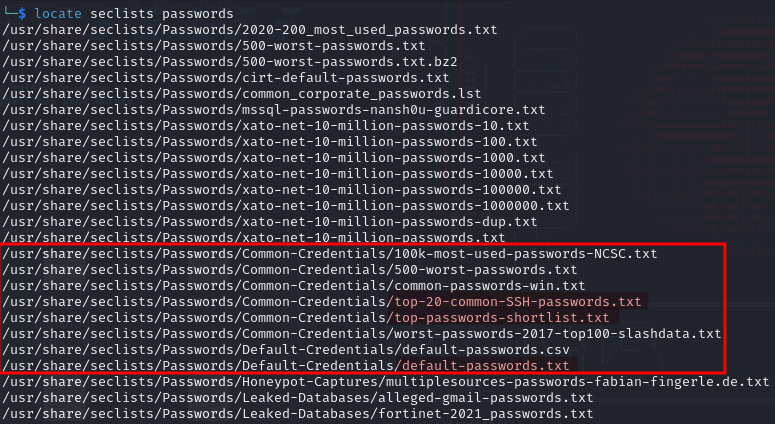 └─$ locate seclists passwords
/usr/share/seclists/Passwords/2020-200_most_used_passwords.txt
/usr/share/seclists/Passwords/500-worst-passwords.txt
/usr/share/seclists/Passwords/500-worst-passwords.txt.bz2
/usr/share/seclists/Passwords/cirt-default-passwords.txt
/usr/share/seclists/Passwords/common_corporate_passwords.lst
/usr/share/seclists/Passwords/mssql-passwords-nansh0u-guardicore.txt
/usr/share/seclists/Passwords/xato-net-10-million-passwords-10.txt
/usr/share/seclists/Passwords/xato-net-10-million-passwords-100.txt
/usr/share/seclists/Passwords/xato-net-10-million-passwords-1000.txt
/usr/share/seclists/Passwords/xato-net-10-million-passwords-10000.txt
/usr/share/seclists/Passwords/xato-net-10-million-passwords-100000.txt
/usr/share/seclists/Passwords/xato-net-10-million-passwords-1000000.txt
/usr/share/seclists/Passwords/xato-net-10-million-passwords-dup.txt
/usr/share/seclists/Passwords/xato-net-10-million-passwords.txt
/usr/share/seclists/Passwords/Common-Credentials/100k-most-used-passwords-NCSC.txt
/usr/share/seclists/Passwords/Common-Credentials/500-worst-passwords.txt
/usr/share/seclists/Passwords/Common-Credentials/common-passwords-win.txt
/usr/share/seclists/Passwords/Common-Credentials/top-20-common-SSH-passwords.txt
/usr/share/seclists/Passwords/Common-Credentials/top-passwords-shortlist.txt
/usr/share/seclists/Passwords/Common-Credentials/worst-passwords-2017-top100-slashdata.txt
/usr/share/seclists/Passwords/Default-Credentials/default-passwords.csv
/usr/share/seclists/Passwords/Default-Credentials/default-passwords.txt
/usr/share/seclists/Passwords/Honeypot-Captures/multiplesources-passwords-fabian-fingerle.de.txt
/usr/share/seclists/Passwords/Leaked-Databases/alleged-gmail-passwords.txt
/usr/share/seclists/Passwords/Leaked-Databases/fortinet-2021_passwords.txt